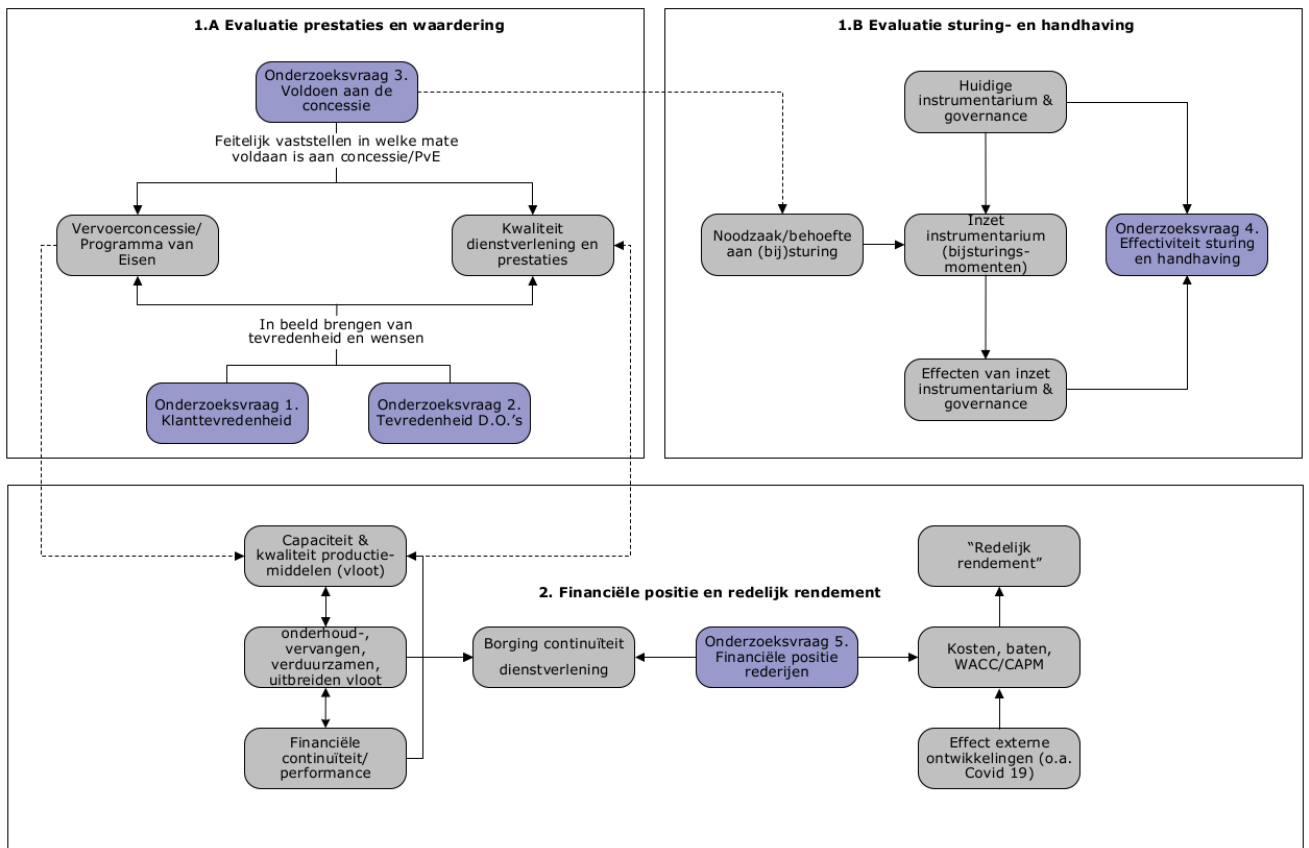 1.A Evaluatie prestaties en waardering
Onderzoeksvraag 3.
Voldoen aan de
concessie
Feitelijk vaststellen in welke mate
voldaan is aan concessie/PvE
Vervoerconcessie/
Programma van
Eisen
Kwaliteit
dienstverlening en
prestaties
In beeld brengen van
tevredenheid en wensen
Onderzoeksvraag 1.
Klanttevredenheid
Onderzoeksvraag 2.
Tevredenheid D.O.’s
1.B Evaluatie sturing- en handhaving
Huidige
instrumentarium &
governance
Noodzaak/behoefte
aan (bij)sturing
Inzet
instrumentarium
(bijsturings-
momenten)
Onderzoeksvraag 4.
Effectiviteit sturing
en handhaving
Effecten van inzet
instrumentarium &
governance
2. Financiële positie en redelijk rendement
Capaciteit &
kwaliteit productie-
middelen (vloot)
onderhoud-,
vervangen,
verduurzamen,
uitbreiden vloot
Financiële
continuïteit/
performance
Borging continuïteit
dienstverlening
Onderzoeksvraag 5.
Financiële positie
rederijen
“Redelijk
rendement”
Kosten, baten,
WACC/CAPM
Effect externe
ontwikkelingen (o.a.
Covid 19)